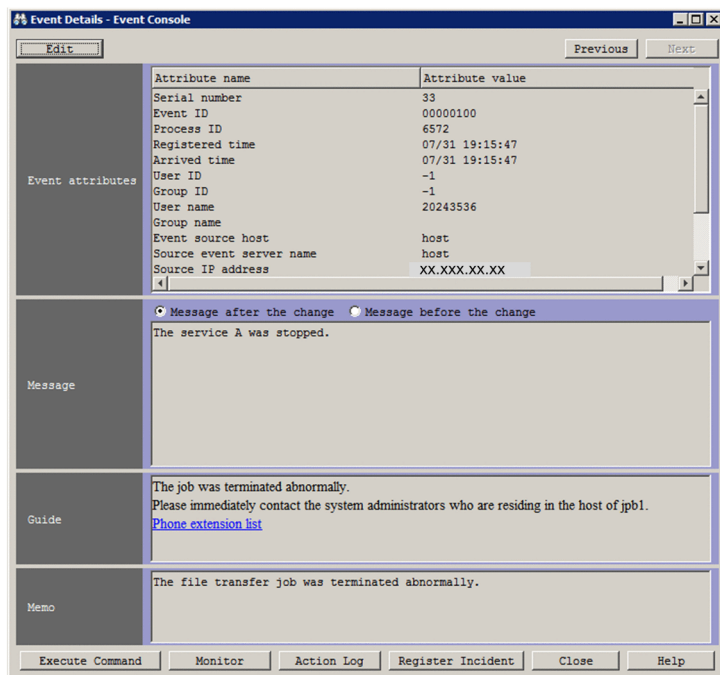 Event Details - Event Console
Edit
Previous
Next
Event attributes
Attribute name Attribute value
Serial number 33
Event ID 00000100
Process ID 6572
Registered time 07/31 19:15:47
Arrived time 07/31 19:15:47
User ID -1
Group ID -1
User name 20243536
Group name
Event source host host
Source event server name host
Source IP address XX.XXX.XX.XX
Message
Message after the change Message before the change
The service A was stopped.
Guide
The job was terminated abnormally.
Please immediately contact the system administrators who are residing in the host of jpb1.
Phone extension list
Memo
The file transfer job was terminated abnormally.
Execute Command Monitor Action Log Register Incident Close Help